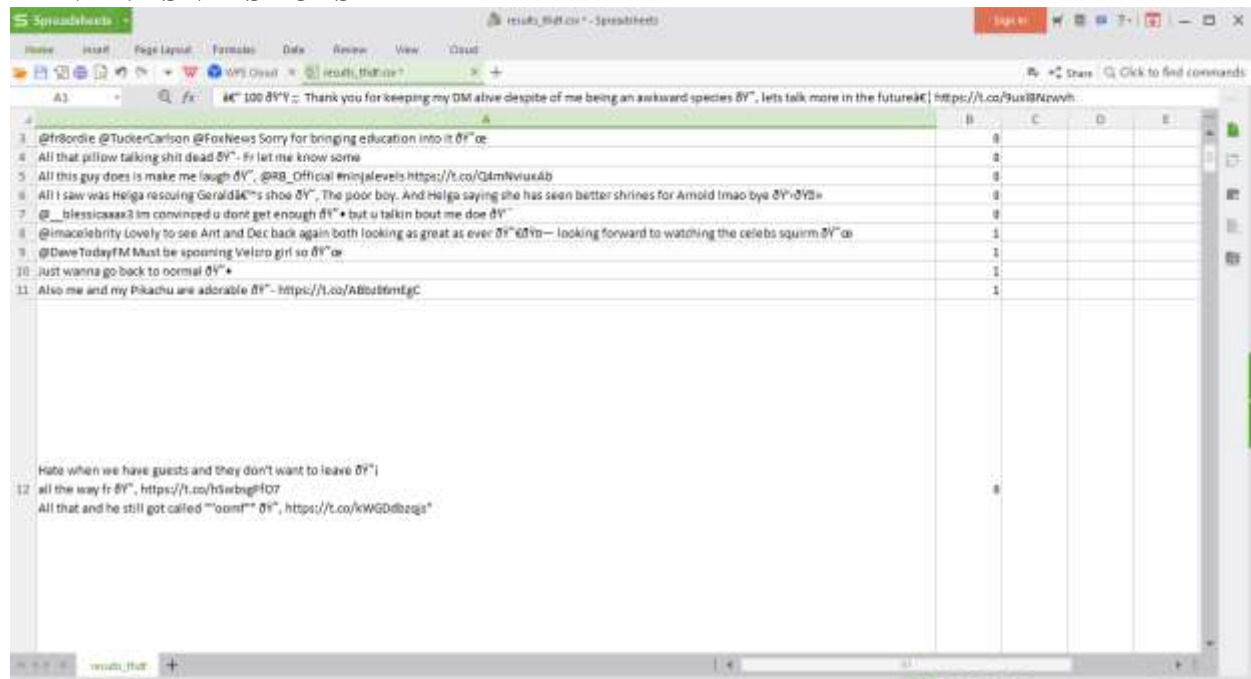 Spreadsheets
results_tfidf.csv * - Spreadsheets
Sign in
Home Insert Page Layout Formulas Data Review View Cloud
WPS Cloud × results_tfidf.csv * × +
Share Click to find commands
A1 fx â€“ 100 ðŸ"Ÿ ;; Thank you for keeping my DM alive despite of me being an awkward species ðŸ˜‚, lets talk more in the futureâ€¦ https://t.co/9uxl8Nzwvh
A B C D E
3 @fr8ordie @TuckerCarlson @FoxNews Sorry for bringing education into it ðŸ˜œ 0
4 All that pillow talking shit dead ðŸ˜- Fr let me know some 0
5 All this guy does is make me laugh ðŸ˜‚ @RB_Official #ninjalevels https://t.co/Q4mNviuxAb 0
6 All I saw was Helga rescuing Geraldâ€™s shoe ðŸ˜‚ The poor boy. And Helga saying she has seen better shrines for Arnold lmao bye 0
7 @__blessicaaax3 Im convinced u dont get enough but u talkin bout me doe 0
8 @imacelebrity Lovely to see Ant and Dec back again both looking as great as ever looking forward to watching the celebs squirm ðŸ˜œ 1
9 @DaveTodayFM Must be spooning Velcro girl so ðŸ˜œ 1
10 Just wanna go back to normal 1
11 Also me and my Pikachu are adorable ðŸ˜- 1
Hate when we have guests and they don't want to leave ðŸ˜¡
12 all the way fr ðŸ˜‚ 0
All that and he still got called ""oomf"" ðŸ˜‚
results_tfidf +